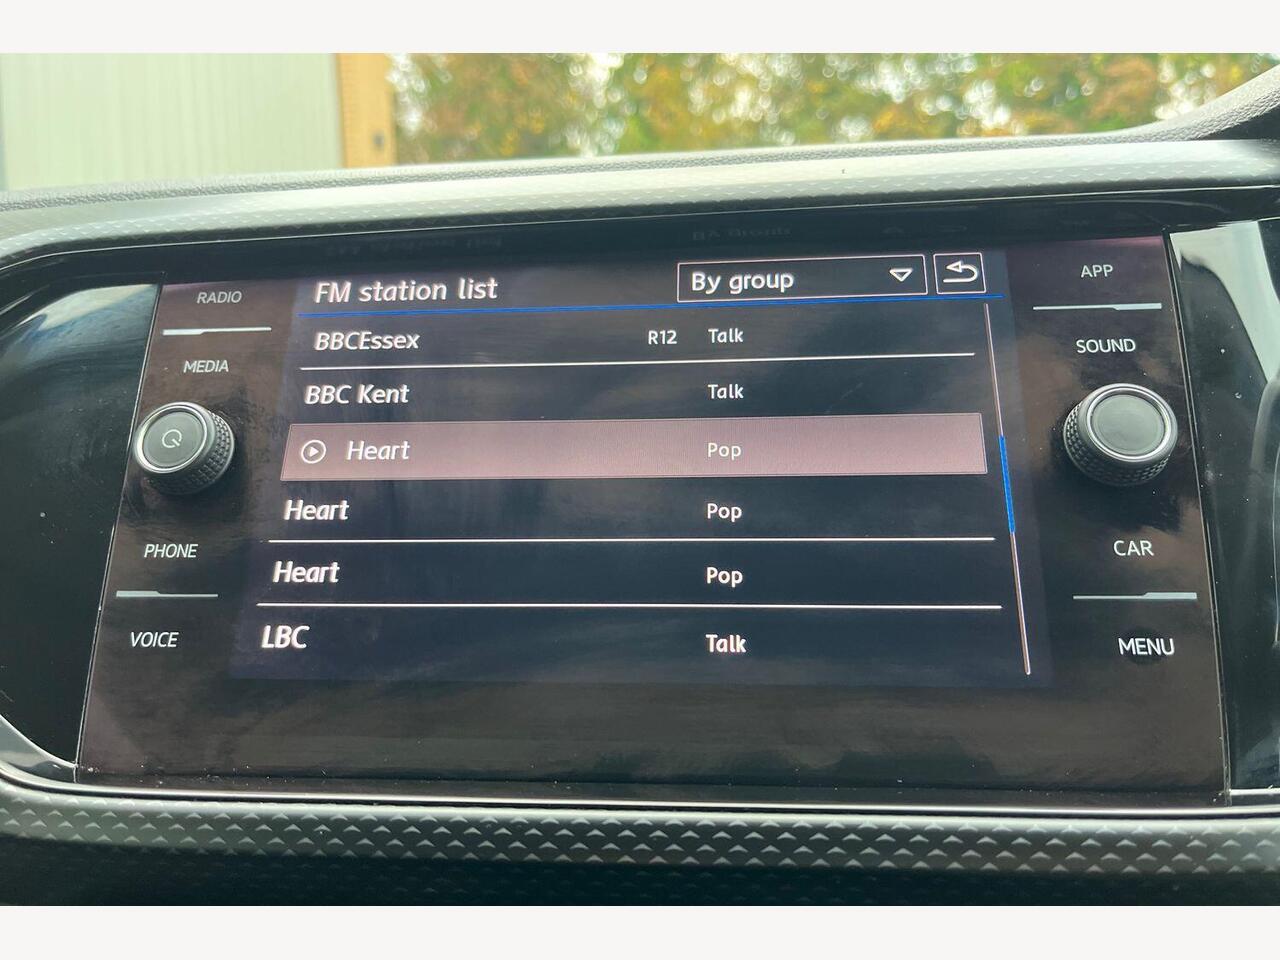 RADIO
MEDIA
PHONE
VOICE
FM station list
By group
BBCEssex R12 Talk
BBC Kent Talk
Heart Pop
Heart Pop
Heart Pop
LBC Talk
APP
SOUND
CAR
MENU